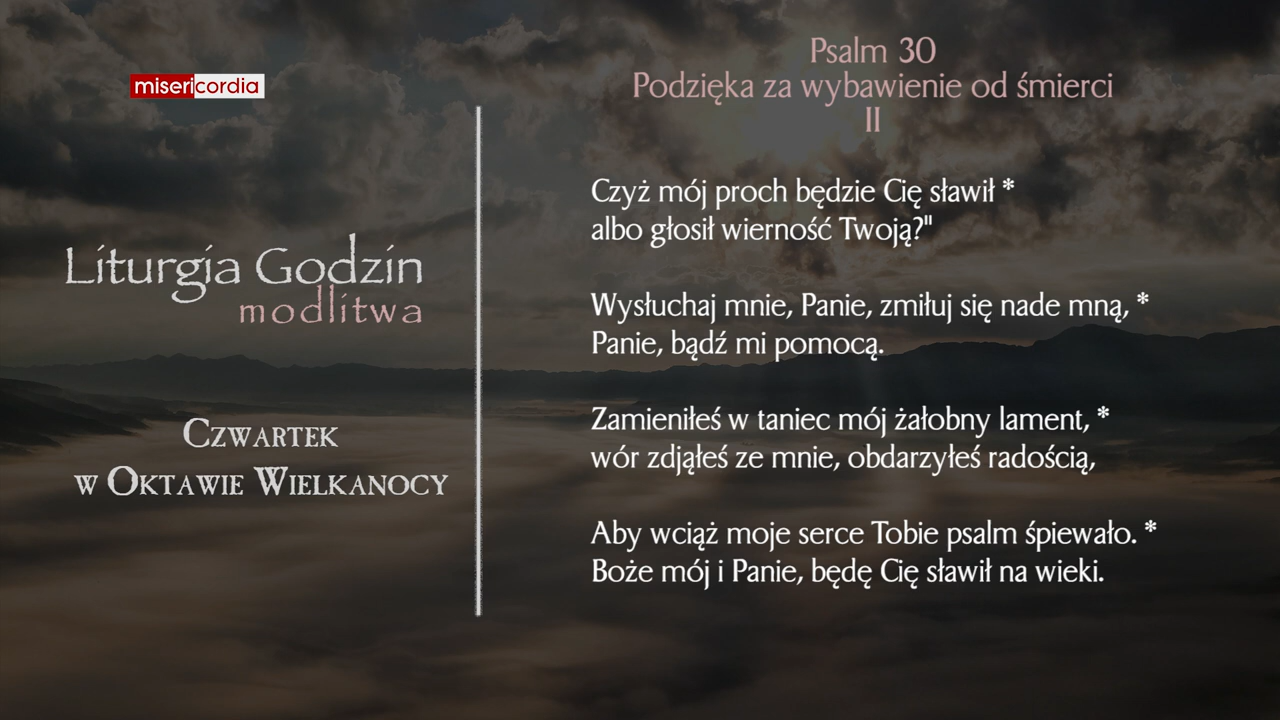 misericordia
Liturgia Godzin
modlitwa
Czwartek
w Oktawie Wielkanocy
Psalm 30
Podzięka za wybawienie od śmierci
II
Czyż mój proch będzie Cię sławił *
albo głosił wierność Twoją?"
Wysłuchaj mnie, Panie, zmiłuj się nade mną, *
Panie, bądź mi pomocą.
Zamieniłeś w taniec mój żałobny lament, *
wór zdjąłeś ze mnie, obdarzyłeś radością,
Aby wciąż moje serce Tobie psalm śpiewało. *
Boże mój i Panie, będę Cię sławił na wieki.